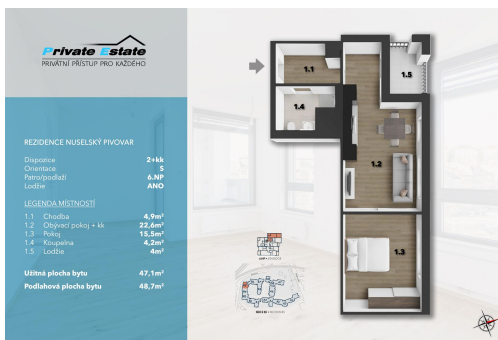 Private Estate
PRIVÁTNÍ PŘÍSTUP PRO KAŽDÉHO
REZIDENCE NUSELSKÝ PIVOVAR
Dispozice 2+kk
Orientace S
Patro/podlaží 6.NP
Lodžie ANO
LEGENDA MÍSTNOSTÍ
1.1 Chodba 4,9m²
1.2 Obývací pokoj + kk 22,6m²
1.3 Pokoj 15,5m²
1.4 Koupelna 4,2m²
1.5 Lodžie 4m²
Užitná plocha bytu 47,1m²
Podlahová plocha bytu 48,7m²
1.1
1.5
1.4
1.2
1.3